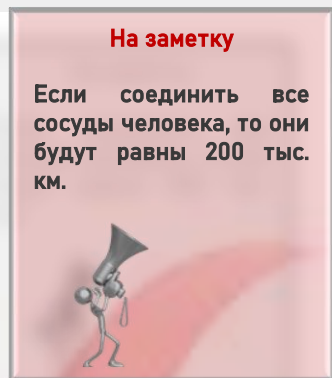 На заметку
Если соединить все
сосуды человека, то они
будут равны 200 тыс.
км.